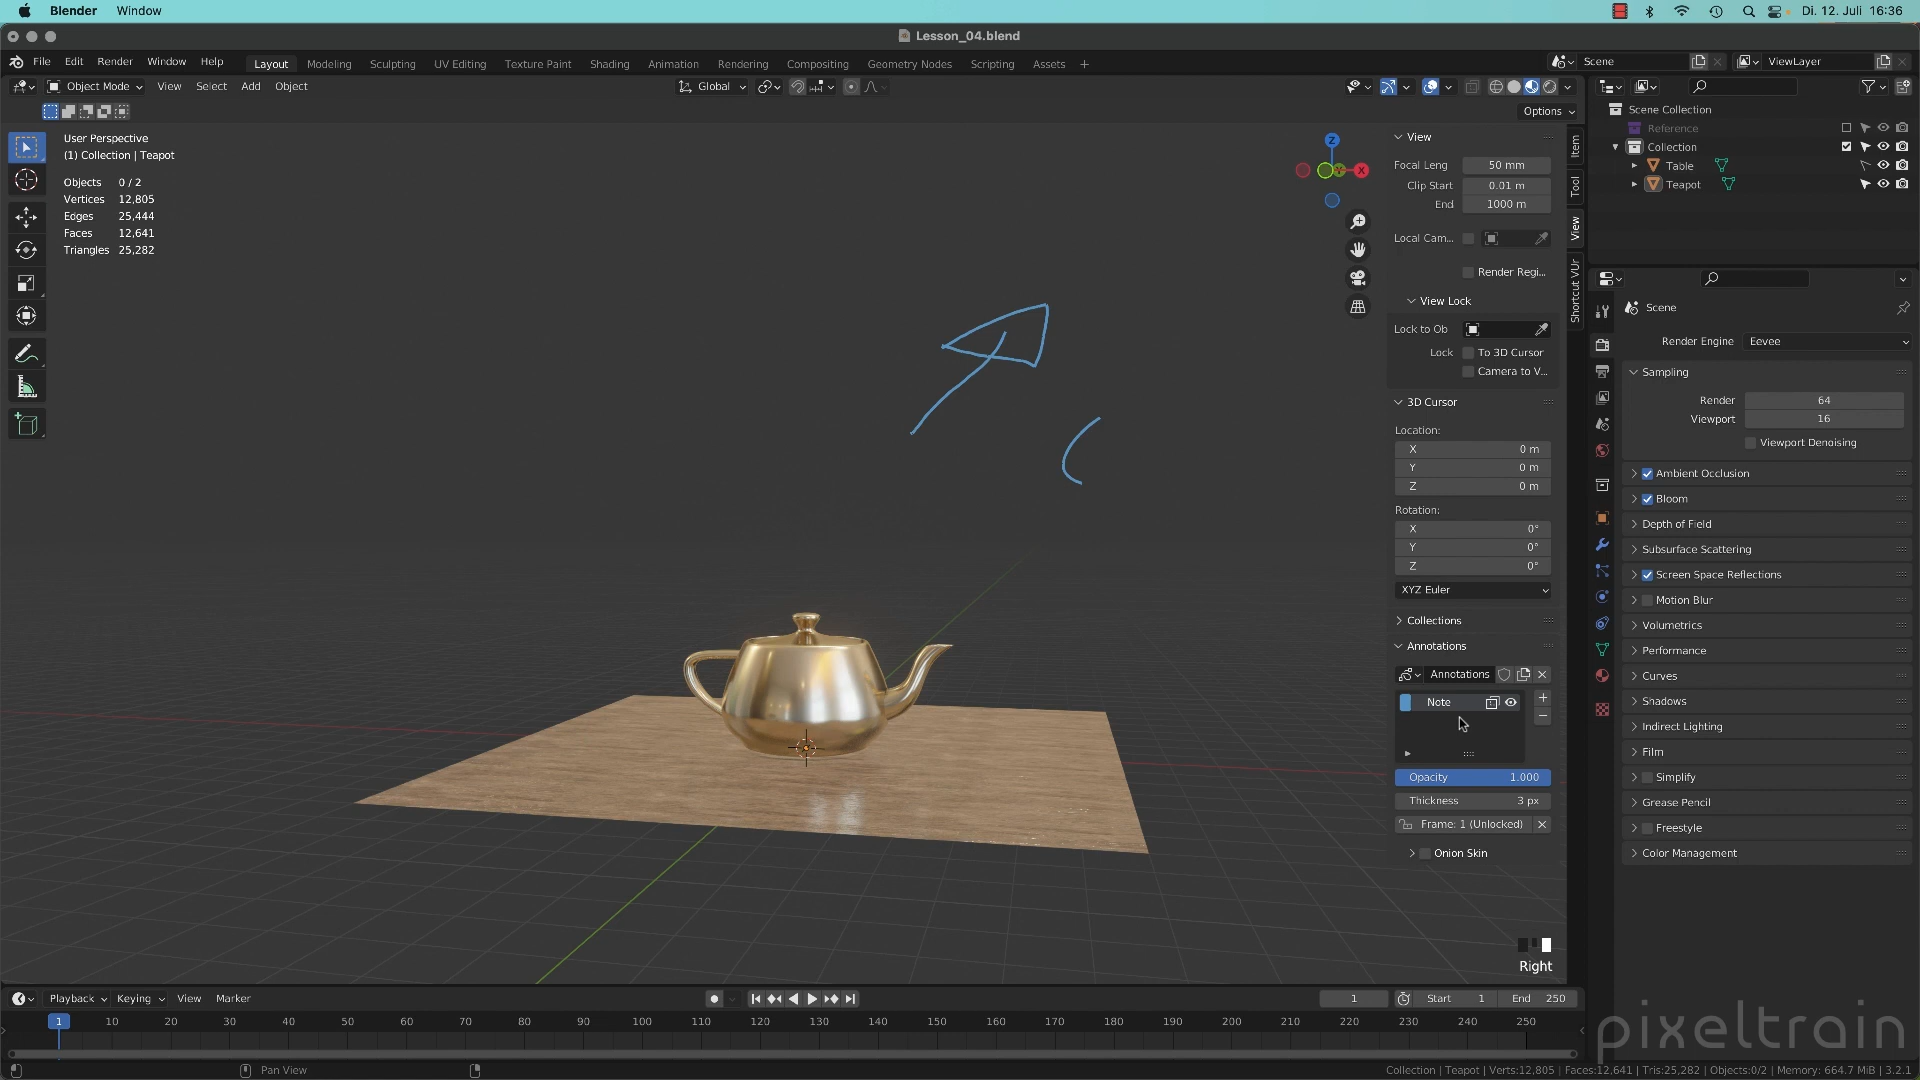 Blender Window Di. 12. Juli 16:36
Lesson_04.blend
File Edit Render Window Help Layout Modeling Sculpting UV Editing Texture Paint Shading Animation Rendering Compositing Geometry Nodes Scripting Assets + Scene ViewLayer
Object Mode View Select Add Object Global
Options
User Perspective
(1) Collection | Teapot
Objects 0 / 2
Vertices 12,805
Edges 25,444
Faces 12,641
Triangles 25,282
Z
X
View
Focal Leng 50 mm
Clip Start 0.01 m
End 1000 m
Local Cam...
Render Regi...
View Lock
Lock to Ob
Lock To 3D Cursor
Camera to V...
3D Cursor
Location:
X 0 m
Y 0 m
Z 0 m
Rotation:
X 0°
Y 0°
Z 0°
XYZ Euler
Collections
Annotations
Annotations
Note
Opacity 1.000
Thickness 3 px
Frame: 1 (Unlocked)
Onion Skin
Item
Tool
View
Shortcut VUr
Right
Scene Collection
Reference
Collection
Table
Teapot
Scene
Render Engine Eevee
Sampling
Render 64
Viewport 16
Viewport Denoising
Ambient Occlusion
Bloom
Depth of Field
Subsurface Scattering
Screen Space Reflections
Motion Blur
Volumetrics
Performance
Curves
Shadows
Indirect Lighting
Film
Simplify
Grease Pencil
Freestyle
Color Management
Playback Keying View Marker 1 Start 1 End 250
1 10 20 30 40 50 60 70 80 90 100 110 120 130 140 150 160 170 180 190 200 210 220 230 240 250
pixeltrain
Pan View Collection | Teapot | Verts:12,805 | Faces:12,641 | Tris:25,282 | Objects:0/2 | Memory: 664.7 MiB | 3.2.1